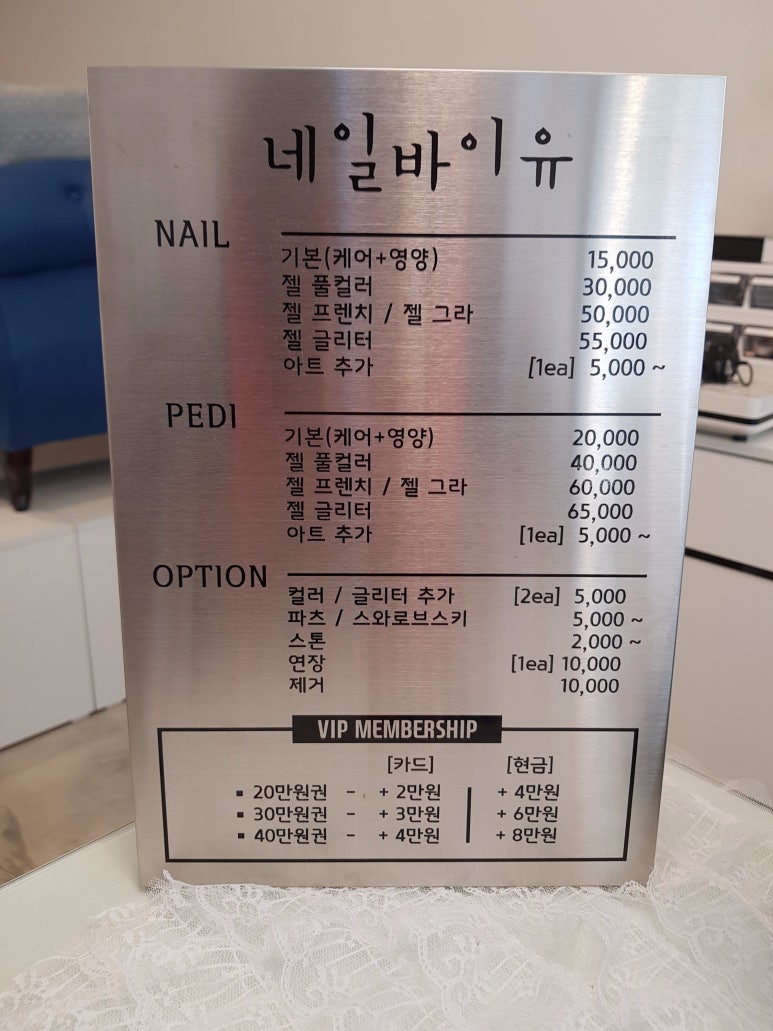 네일바이유
NAIL
기본(케어+영양) 15,000
젤 풀컬러 30,000
젤 프렌치 / 젤 그라 50,000
젤 글리터 55,000
아트 추가 [1ea] 5,000 ~
PEDI
기본(케어+영양) 20,000
젤 풀컬러 40,000
젤 프렌치 / 젤 그라 60,000
젤 글리터 65,000
아트 추가 [1ea] 5,000 ~
OPTION
컬러 / 글리터 추가 [2ea] 5,000
파츠 / 스와로브스키 5,000 ~
스톤 2,000 ~
연장 [1ea] 10,000
제거 10,000
VIP MEMBERSHIP
[카드] [현금]
▪ 20만원권 - + 2만원 + 4만원
▪ 30만원권 - + 3만원 + 6만원
▪ 40만원권 - + 4만원 + 8만원